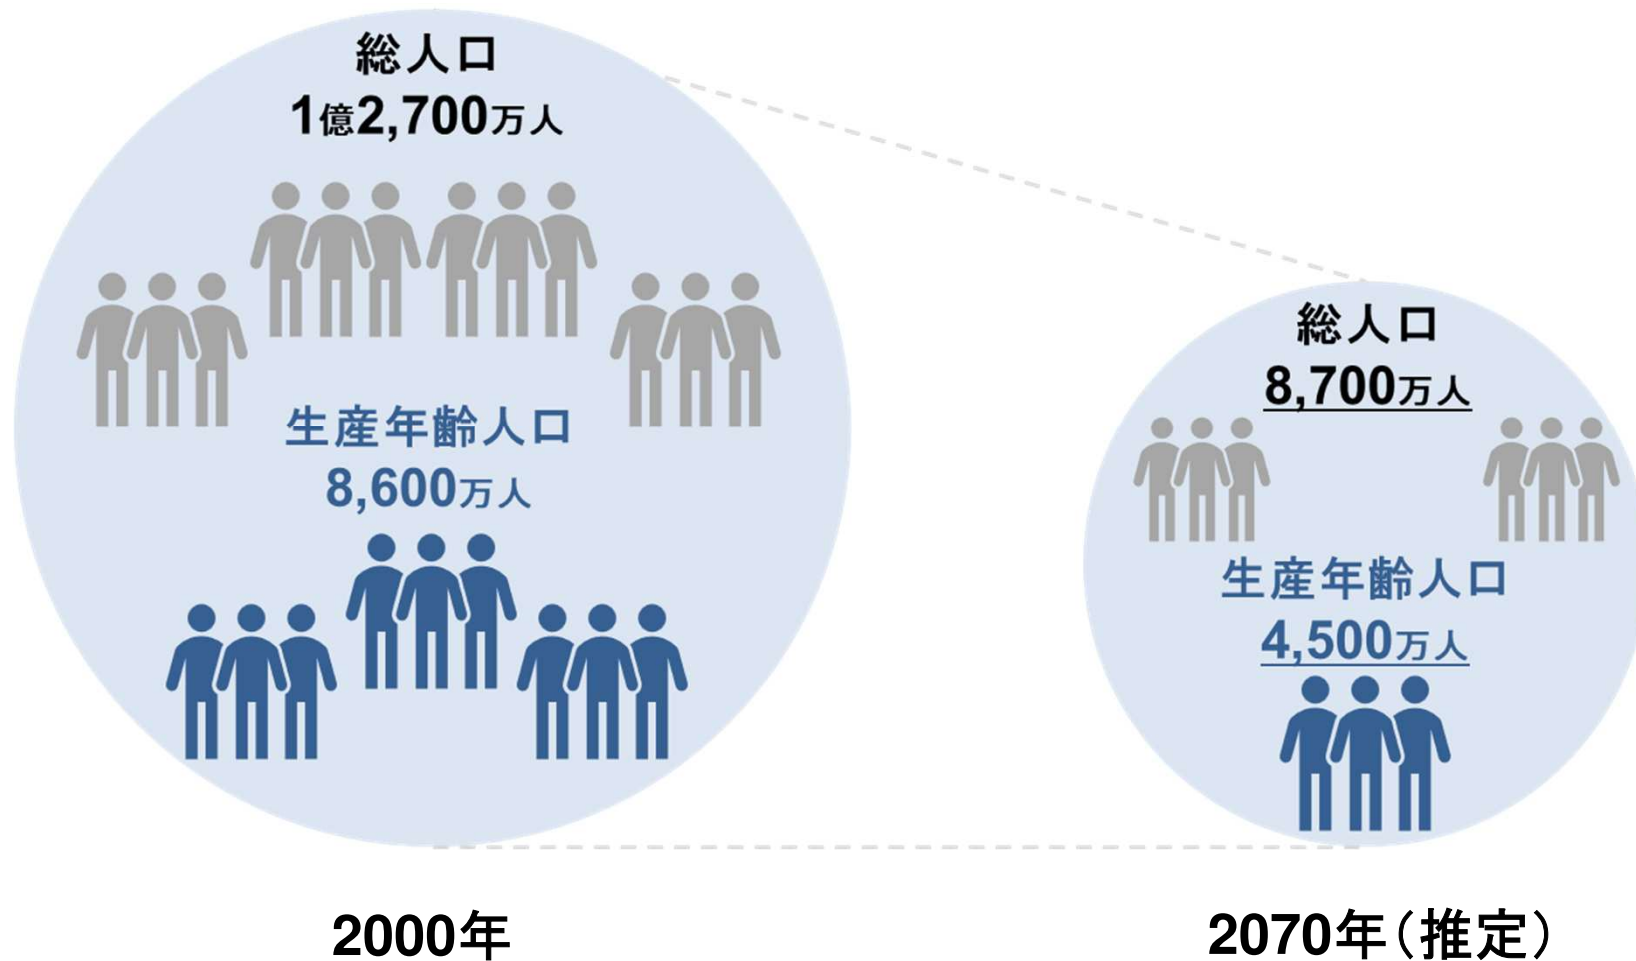 総人口
1億2,700万人
生産年齢人口
8,600万人
2000年
総人口
8,700万人
生産年齢人口
4,500万人
2070年（推定）